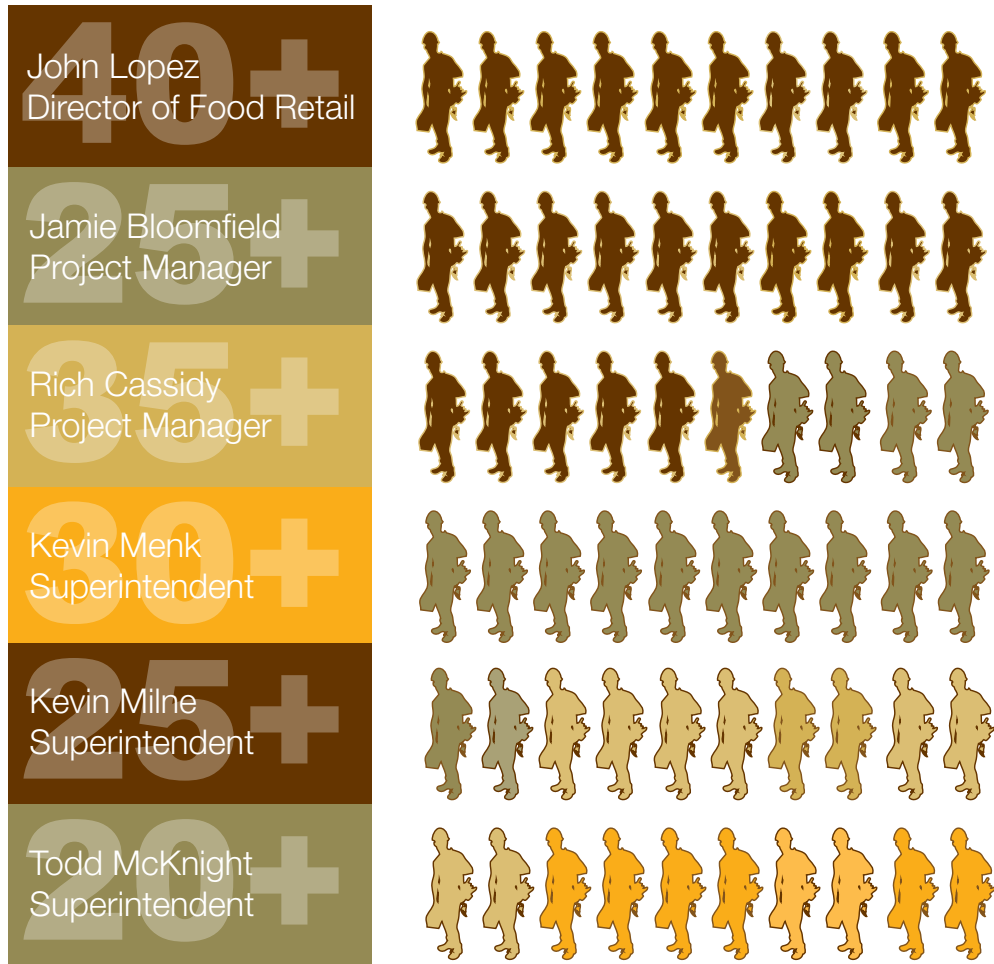 40+
John Lopez
Director of Food Retail
25+
Jamie Bloomfield
Project Manager
35+
Rich Cassidy
Project Manager
30+
Kevin Menk
Superintendent
25+
Kevin Milne
Superintendent
20+
Todd McKnight
Superintendent